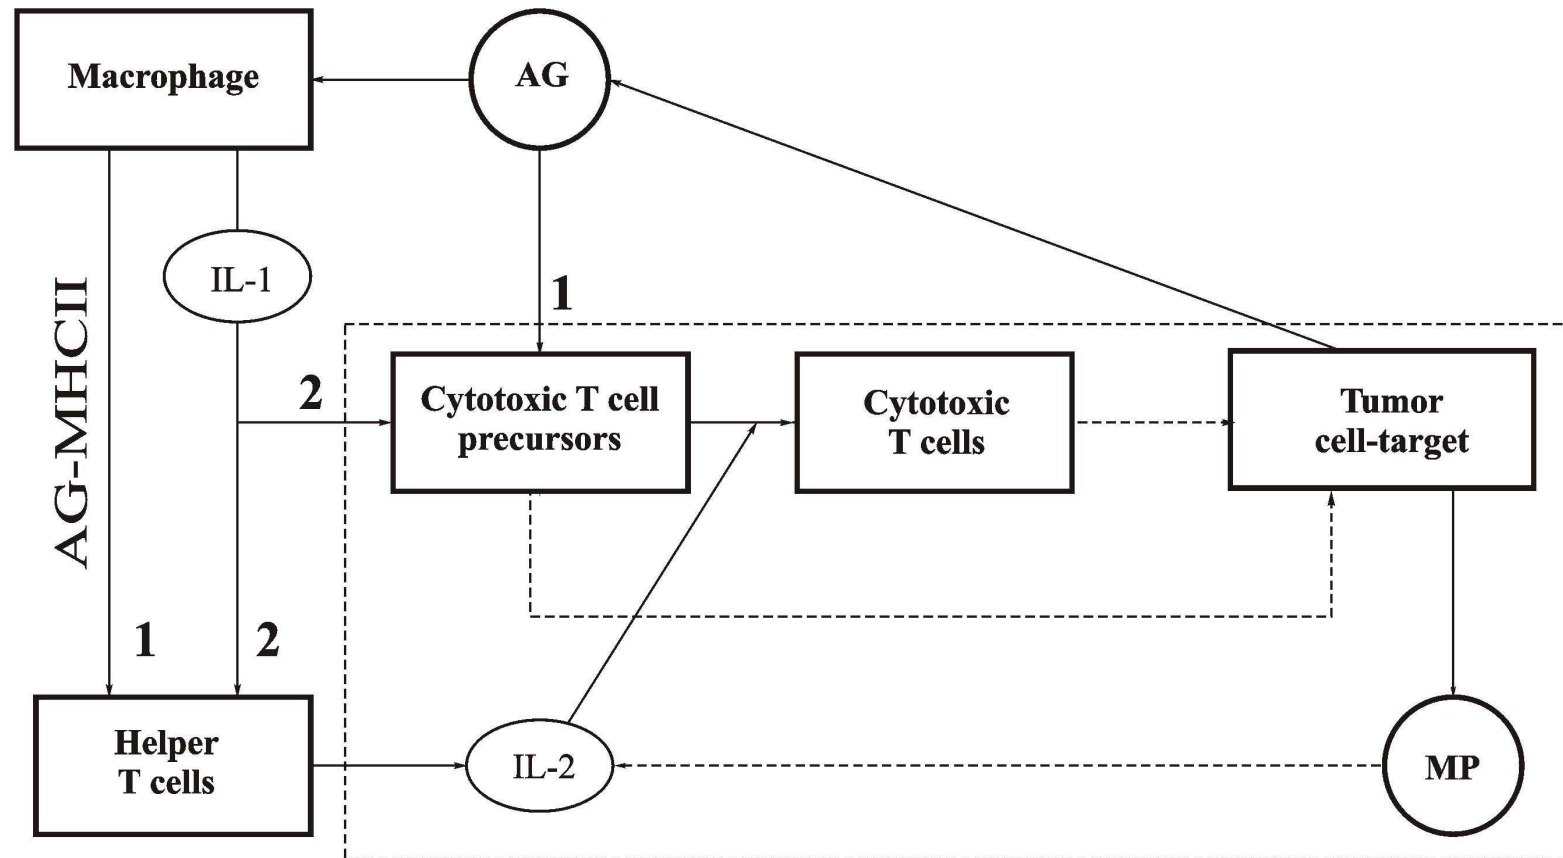 Macrophage
AG
IL-1
AG-MHCII
1
2
Cytotoxic T cell
precursors
Cytotoxic
T cells
Tumor
cell-target
1
2
Helper
T cells
IL-2
MP